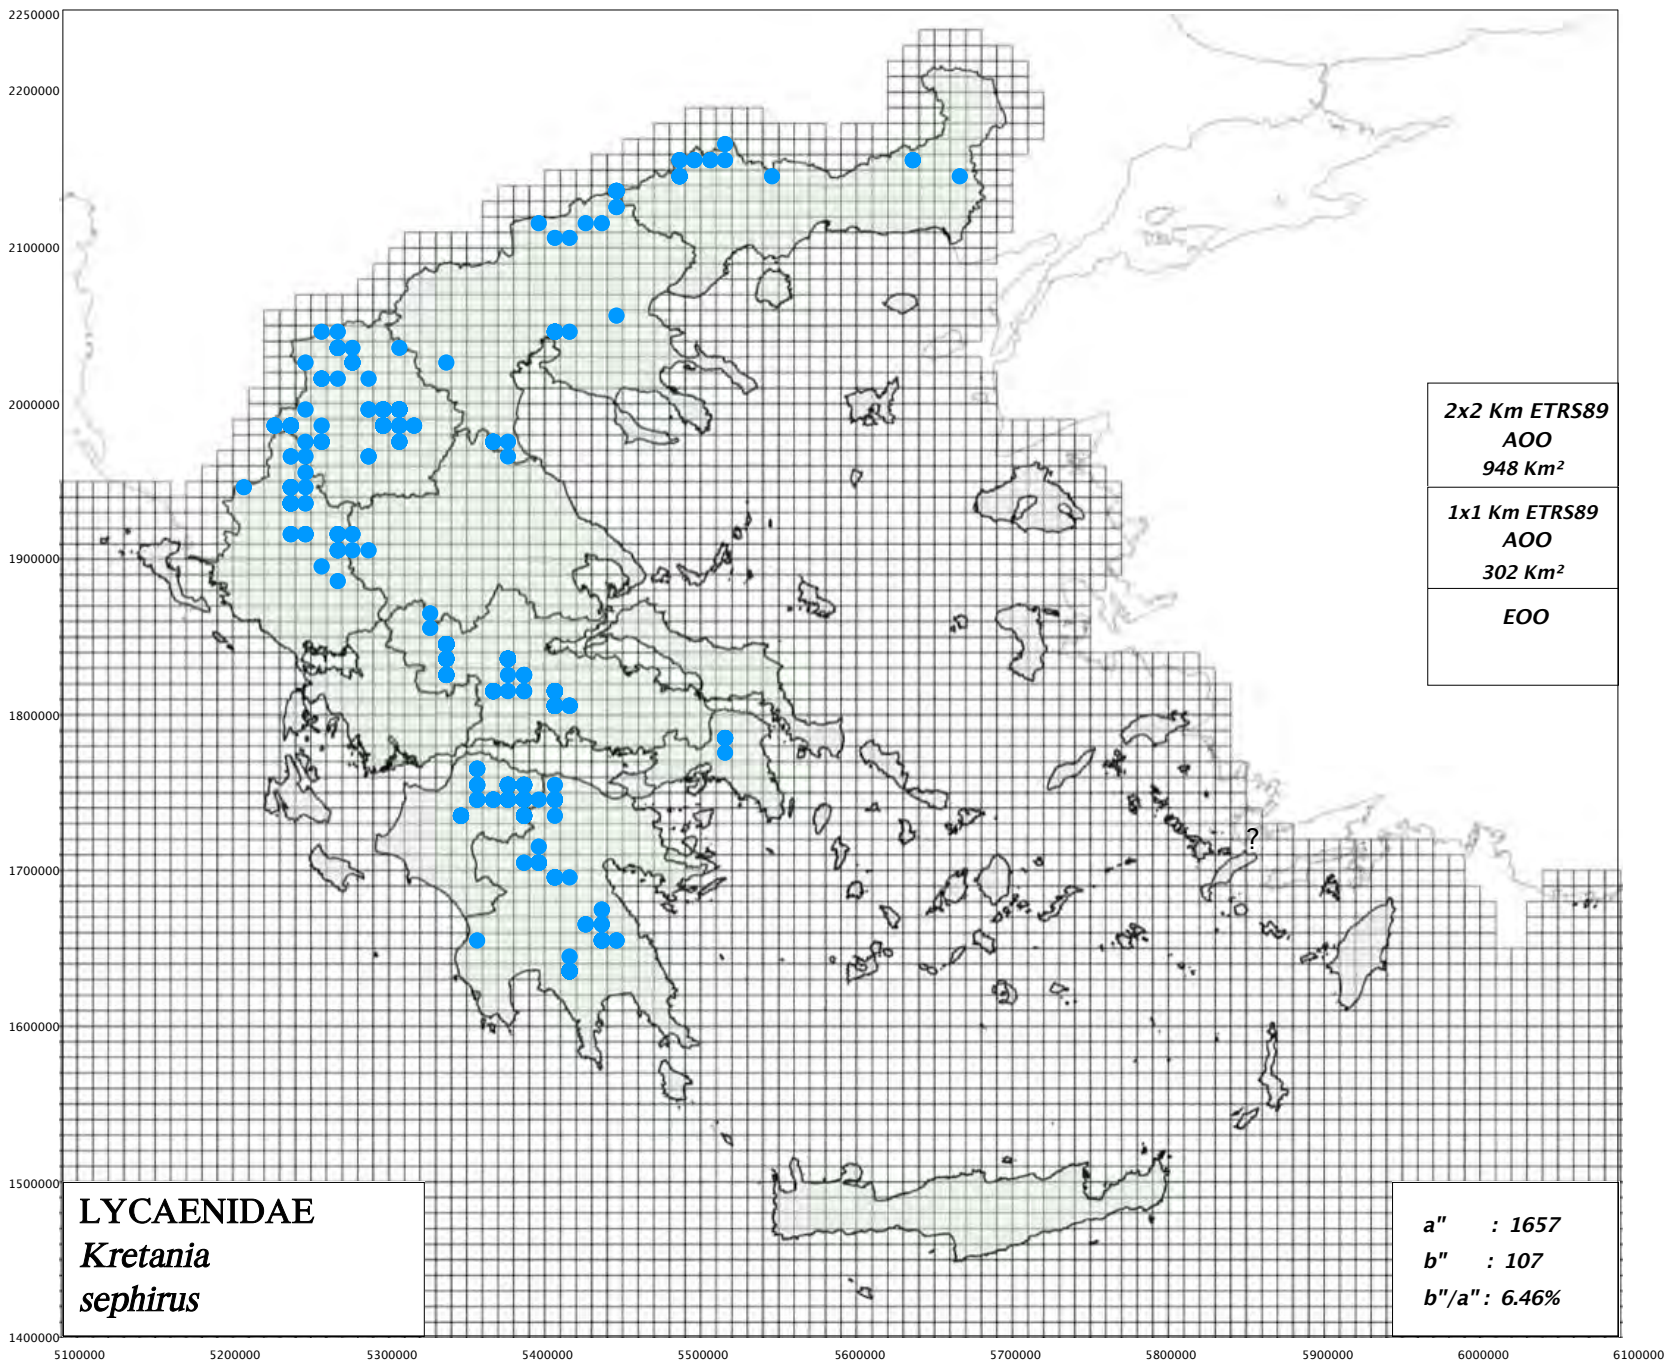 2250000
2200000
2100000
2000000
1900000
1800000
1700000
1600000
1500000
1400000
2x2 Km ETRS89
AOO
948 Km²
1x1 Km ETRS89
AOO
302 Km²
EOO
?
LYCAENIDAE
Kretania
sephirus
a" : 1657
b" : 107
b"/a" : 6.46%
5100000 5200000 5300000 5400000 5500000 5600000 5700000 5800000 5900000 6000000 6100000